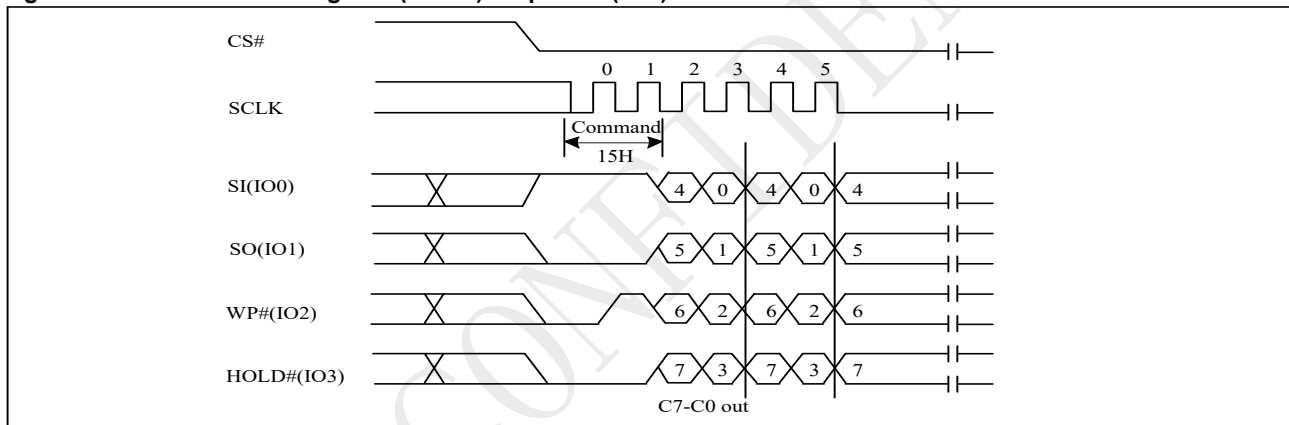 CS#
0 1 2 3 4 5
SCLK
Command
15H
SI(IO0) 4 0 4 0 4
SO(IO1) 5 1 5 1 5
WP#(IO2) 6 2 6 2 6
HOLD#(IO3) 7 3 7 3 7
C7-C0 out